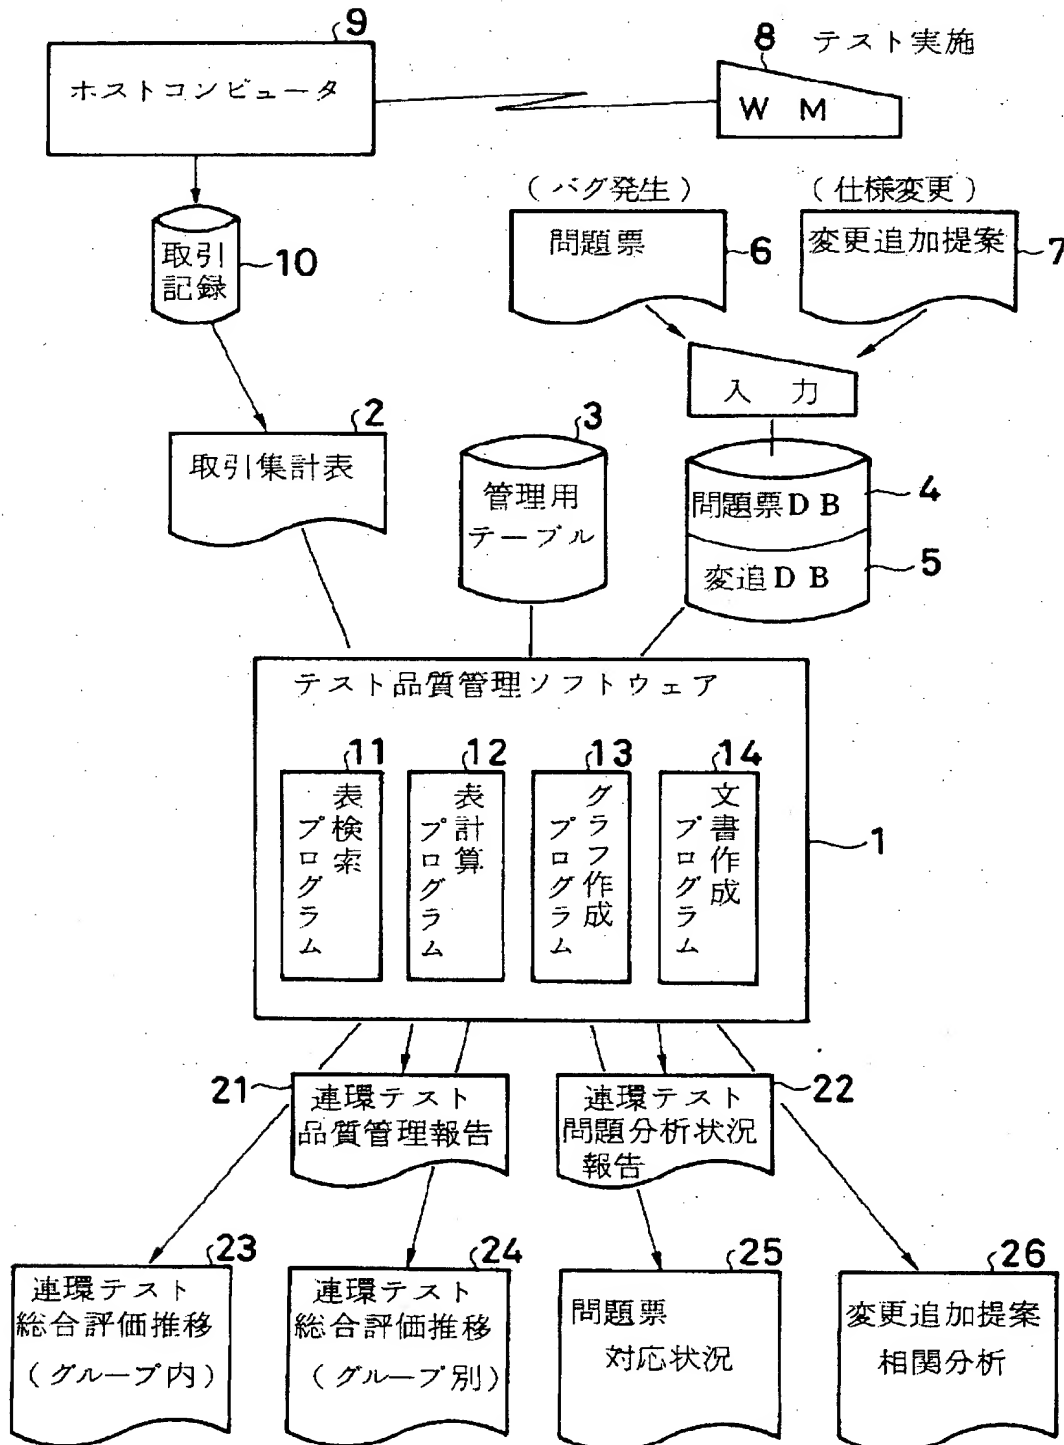 9
ホストコンピュータ
8 テスト実施
W M
(バグ発生)
(仕様変更)
問題票
6
変更追加提案
7
取引
記録
10
入 力
2
取引集計表
3
管理用
テーブル
問題票DB
4
変追DB
5
テスト品質管理ソフトウェア
11
表検索
プログラム
12
表計算
プログラム
13
グラフ作成
プログラム
14
文書作成
プログラム
1
21
連環テスト
品質管理報告
連環テスト
問題分析状況
報告
22
23
連環テスト
総合評価推移
(グループ内)
24
連環テスト
総合評価推移
(グループ別)
25
問題票
対応状況
26
変更追加提案
相関分析